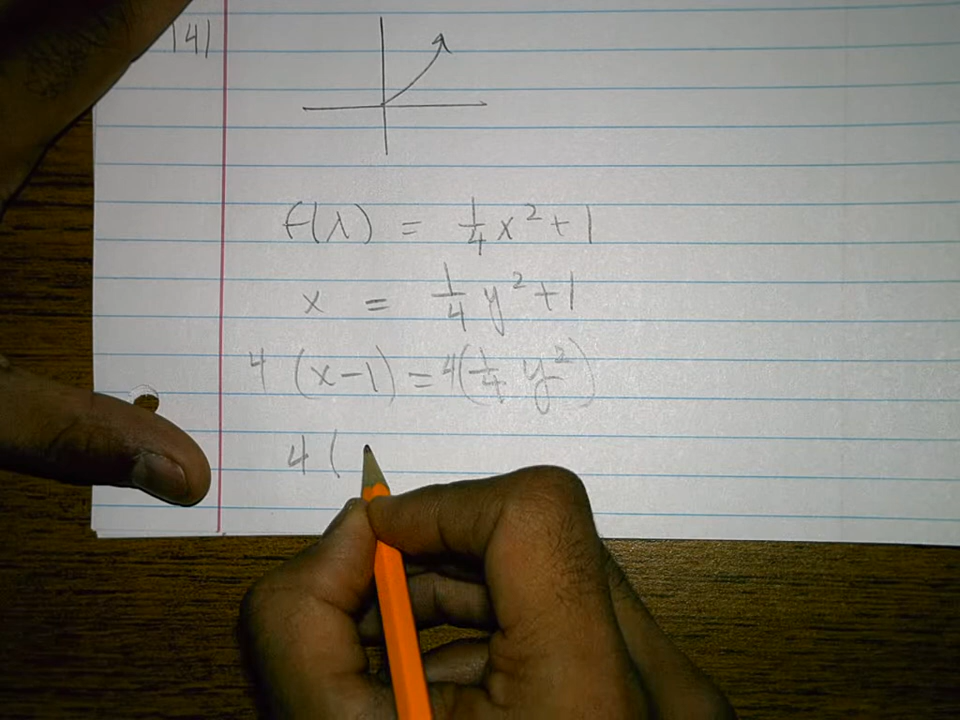 141
f(x) = 1/4 x² + 1
x = 1/4 y² + 1
4 (x-1) = 4(1/4 y²)
4 (